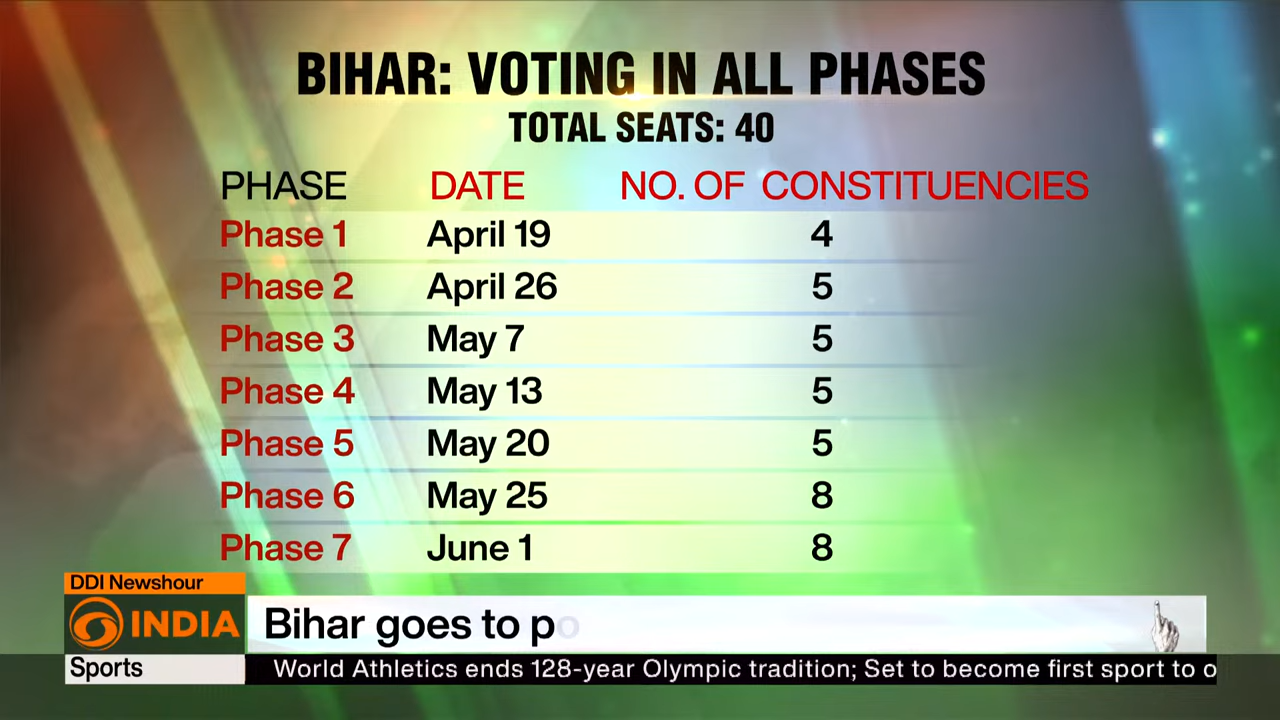 BIHAR: VOTING IN ALL PHASES
TOTAL SEATS: 40
PHASE DATE NO. OF CONSTITUENCIES
Phase 1 April 19 4
Phase 2 April 26 5
Phase 3 May 7 5
Phase 4 May 13 5
Phase 5 May 20 5
Phase 6 May 25 8
Phase 7 June 1 8
DDI Newshour
INDIA Bihar goes to po
Sports World Athletics ends 128-year Olympic tradition; Set to become first sport to o